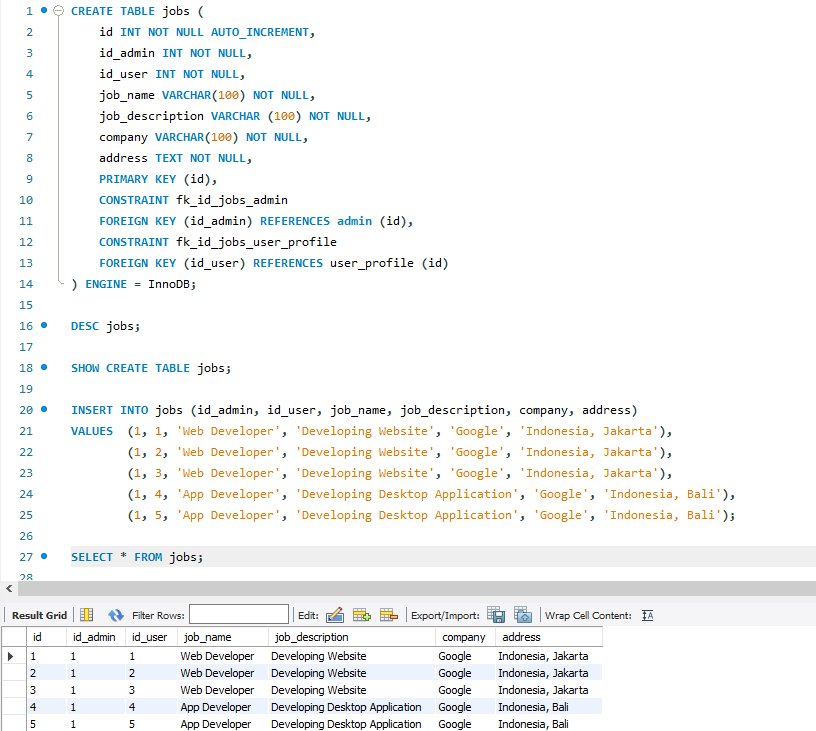 1 CREATE TABLE jobs (
2 id INT NOT NULL AUTO_INCREMENT,
3 id_admin INT NOT NULL,
4 id_user INT NOT NULL,
5 job_name VARCHAR(100) NOT NULL,
6 job_description VARCHAR (100) NOT NULL,
7 company VARCHAR(100) NOT NULL,
8 address TEXT NOT NULL,
9 PRIMARY KEY (id),
10 CONSTRAINT fk_id_jobs_admin
11 FOREIGN KEY (id_admin) REFERENCES admin (id),
12 CONSTRAINT fk_id_jobs_user_profile
13 FOREIGN KEY (id_user) REFERENCES user_profile (id)
14 ) ENGINE = InnoDB;
15
16 DESC jobs;
17
18 SHOW CREATE TABLE jobs;
19
20 INSERT INTO jobs (id_admin, id_user, job_name, job_description, company, address)
21 VALUES (1, 1, 'Web Developer', 'Developing Website', 'Google', 'Indonesia, Jakarta'),
22 (1, 2, 'Web Developer', 'Developing Website', 'Google', 'Indonesia, Jakarta'),
23 (1, 3, 'Web Developer', 'Developing Website', 'Google', 'Indonesia, Jakarta'),
24 (1, 4, 'App Developer', 'Developing Desktop Application', 'Google', 'Indonesia, Bali'),
25 (1, 5, 'App Developer', 'Developing Desktop Application', 'Google', 'Indonesia, Bali');
26
27 SELECT * FROM jobs;
28
Result Grid Filter Rows: Edit: Export/Import: Wrap Cell Content:
id id_admin id_user job_name job_description company address
1 1 1 Web Developer Developing Website Google Indonesia, Jakarta
2 1 2 Web Developer Developing Website Google Indonesia, Jakarta
3 1 3 Web Developer Developing Website Google Indonesia, Jakarta
4 1 4 App Developer Developing Desktop Application Google Indonesia, Bali
5 1 5 App Developer Developing Desktop Application Google Indonesia, Bali